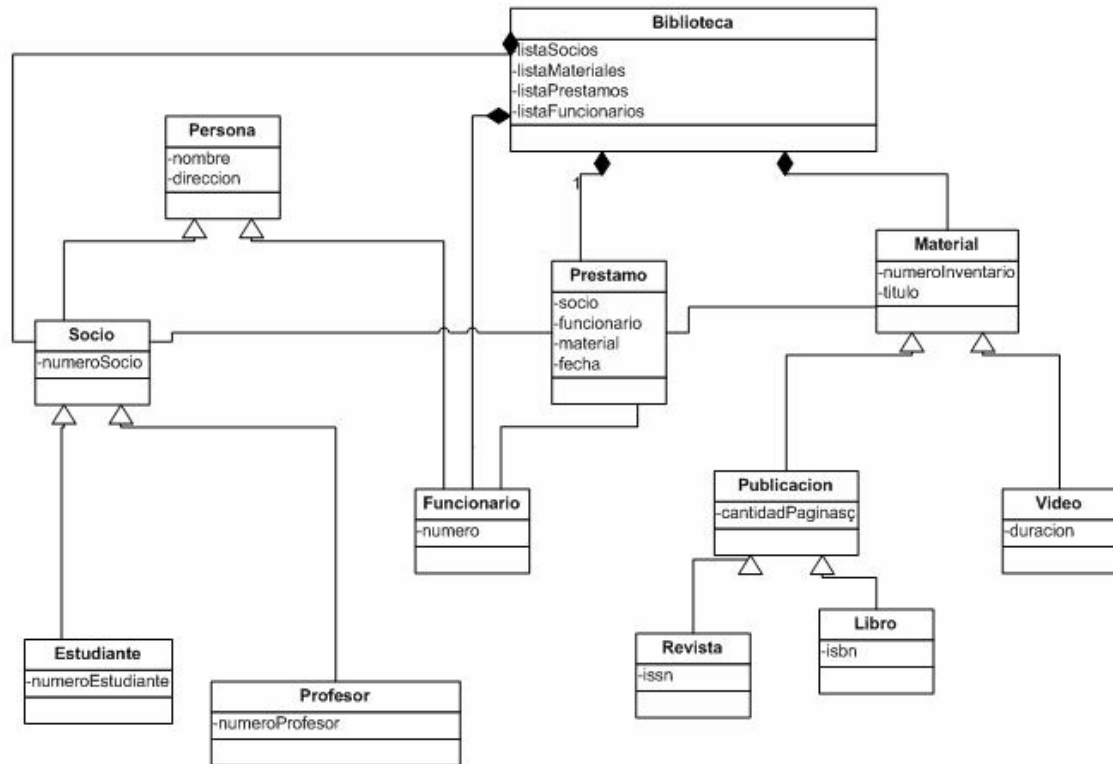 Biblioteca
-listaSocios
-listaMateriales
-listaPrestamos
-listaFuncionarios
Persona
-nombre
-direccion
1
Material
-numeroInventario
-titulo
Prestamo
-socio
-funcionario
-material
-fecha
Socio
-numeroSocio
Funcionario
-numero
Publicacion
-cantidadPaginasç
Video
-duracion
Estudiante
-numeroEstudiante
Profesor
-numeroProfesor
Revista
-issn
Libro
-isbn